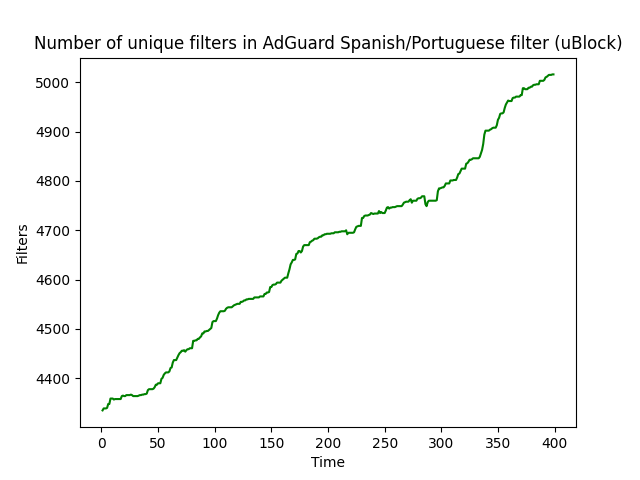 Number of unique filters in AdGuard Spanish/Portuguese filter (uBlock)
5000
4900
4800
4700
4600
4500
4400
Filters
0 50 100 150 200 250 300 350 400
Time